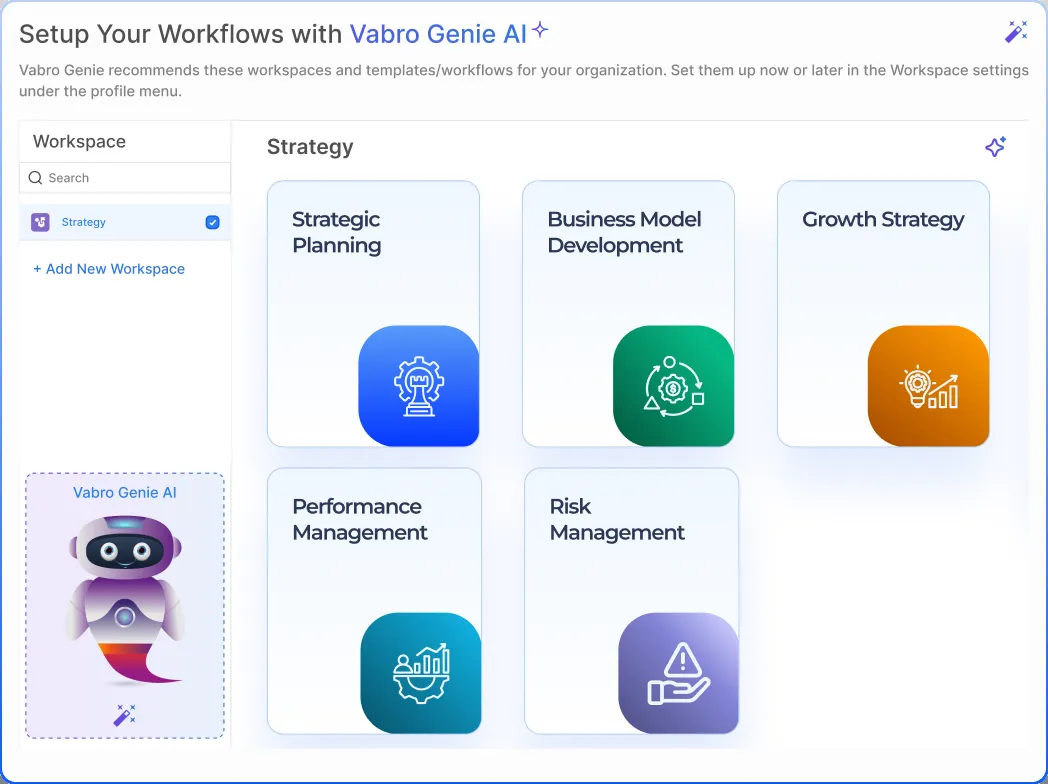 Setup Your Workflows with Vabro Genie AI
Vabro Genie recommends these workspaces and templates/workflows for your organization. Set them up now or later in the Workspace settings
under the profile menu.
Workspace
Search
Strategy
+ Add New Workspace
Vabro Genie AI
Strategy
Strategic
Planning
Business Model
Development
Growth Strategy
Performance
Management
Risk
Management